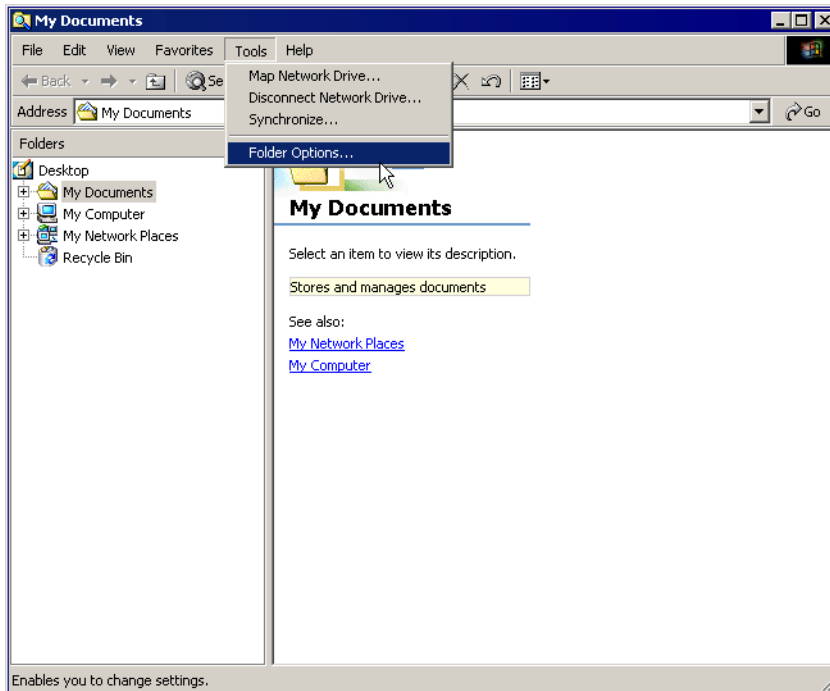 My Documents
File Edit View Favorites Tools Help
Back Se
Map Network Drive...
Disconnect Network Drive...
Synchronize...
Folder Options...
Address My Documents Go
Folders
Desktop
My Documents
My Computer
My Network Places
Recycle Bin
My Documents
Select an item to view its description.
Stores and manages documents
See also:
My Network Places
My Computer
Enables you to change settings.